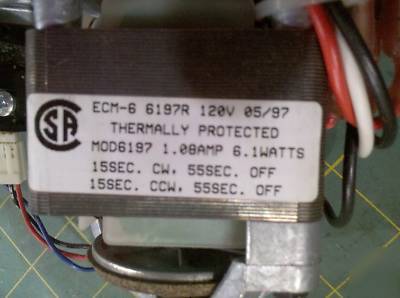 SA
ECM-6 6197R 120V 05/97
THERMALLY PROTECTED
MOD6197 1.08AMP 6.1WATTS
15SEC. CW, 55SEC. OFF
15SEC. CCW, 55SEC. OFF